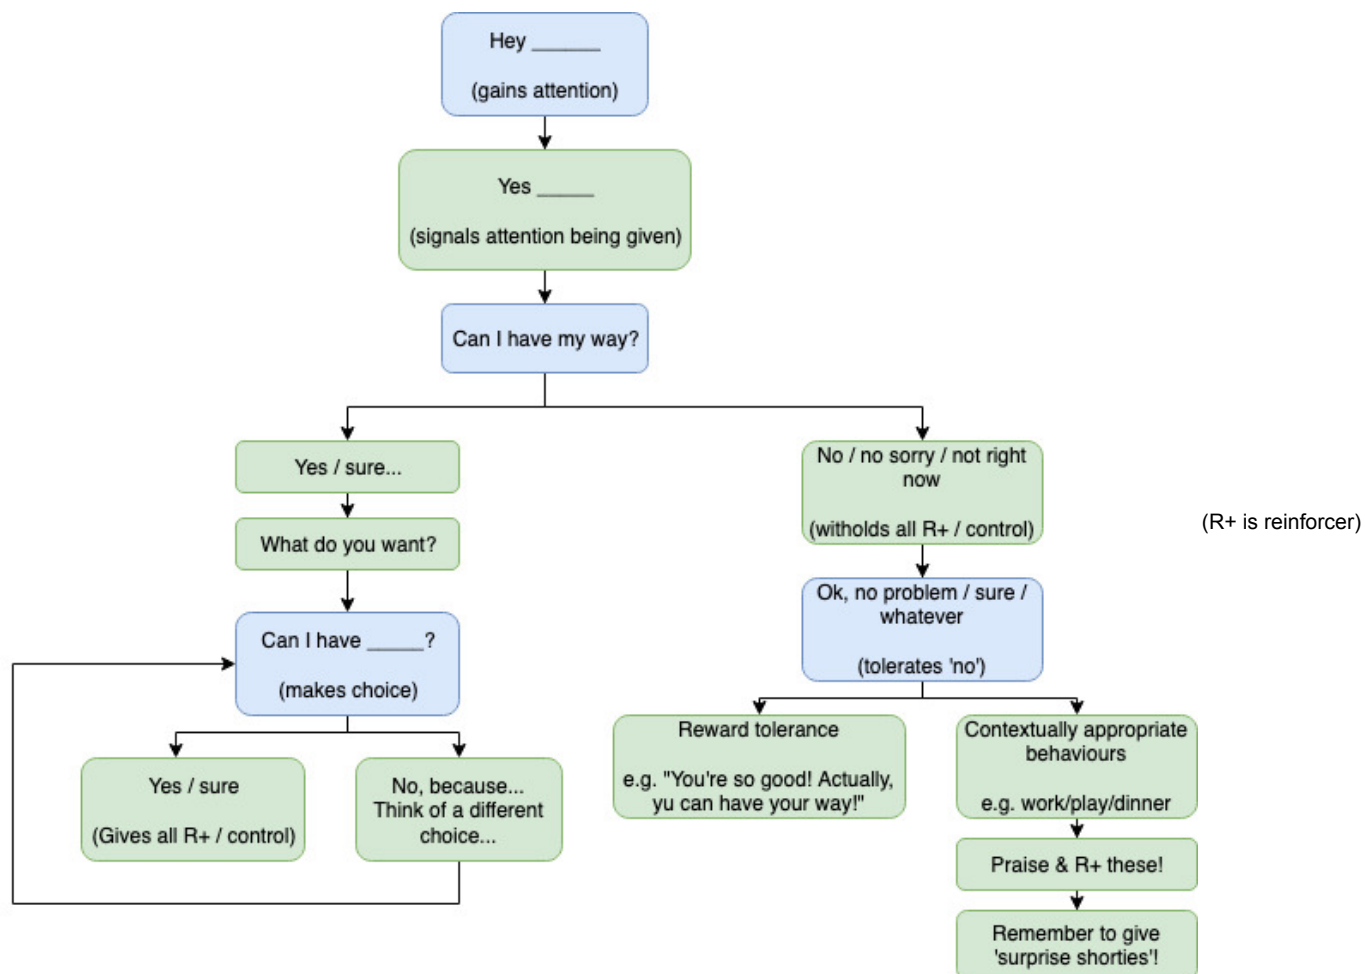 Hey ______
(gains attention)
Yes _____
(signals attention being given)
Can I have my way?
Yes / sure...
What do you want?
Can I have _____?
(makes choice)
Yes / sure
(Gives all R+ / control)
No, because...
Think of a different
choice...
No / no sorry / not right
now
(witholds all R+ / control)
Ok, no problem / sure /
whatever
(tolerates 'no')
Reward tolerance
e.g. "You're so good! Actually,
yu can have your way!"
Contextually appropriate
behaviours
e.g. work/play/dinner
Praise & R+ these!
Remember to give
'surprise shorties'!
(R+ is reinforcer)